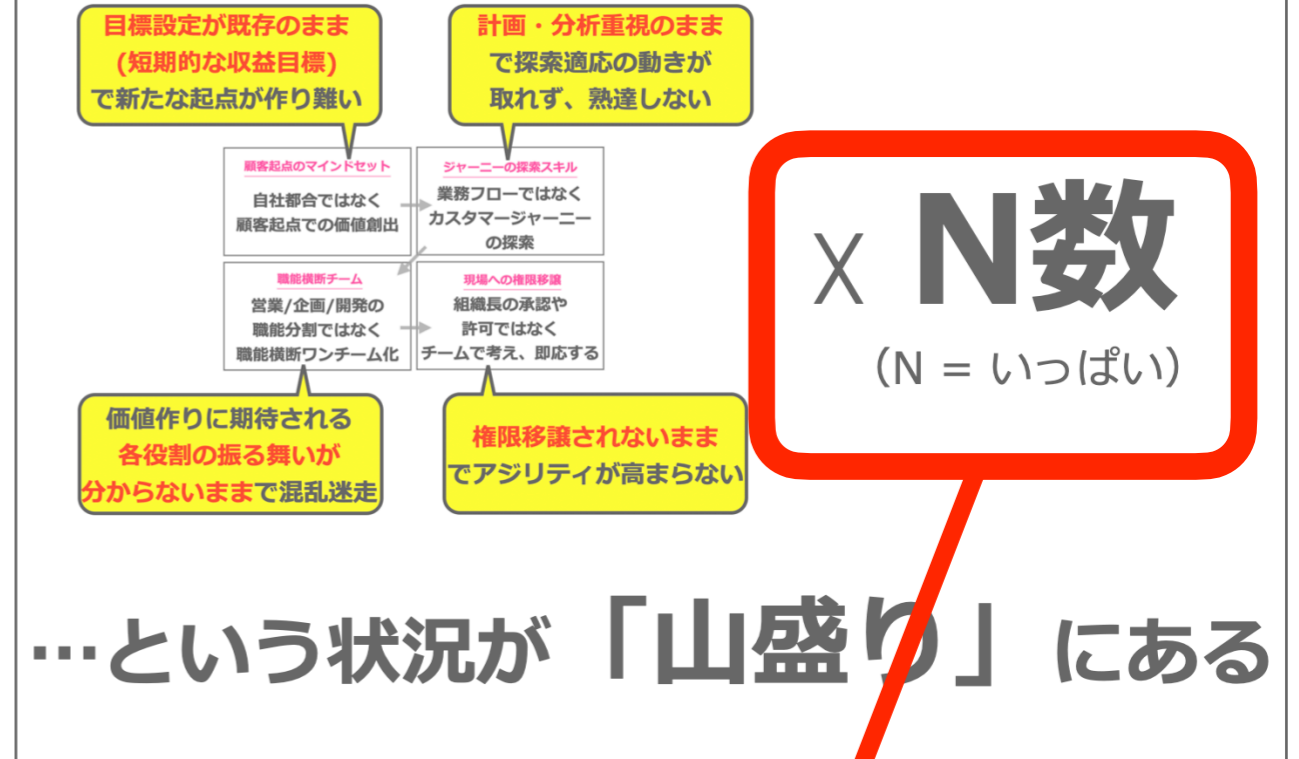 目標設定が既存のまま
(短期的な収益目標)
で新たな起点が作り難い
計画・分析重視のまま
で探索適応の動きが
取れず、熟達しない
顧客起点のマインドセット
自社都合ではなく
顧客起点での価値創出
ジャーニーの探索スキル
業務フローではなく
カスタマージャーニー
の探索
職能横断チーム
営業/企画/開発の
職能分割ではなく
職能横断ワンチーム化
現場への権限移譲
組織長の承認や
許可ではなく
チームで考え、即応する
価値作りに期待される
各役割の振る舞いが
分からないままで混乱迷走
権限移譲されないまま
でアジリティが高まらない
x N数
（N = いっぱい）
…という状況が「山盛り」にある